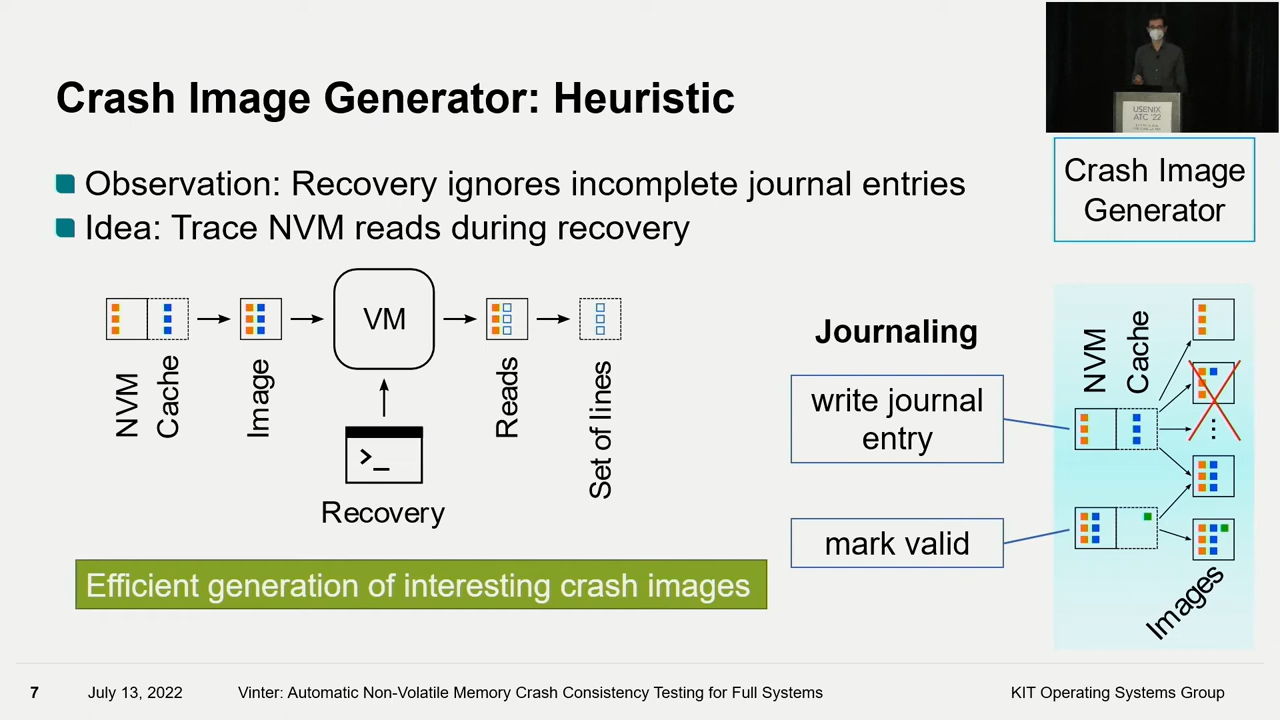 Crash Image Generator: Heuristic
Observation: Recovery ignores incomplete journal entries
Idea: Trace NVM reads during recovery
USENIX
ATC '22
Crash Image
Generator
VM
NVM
Cache
Image
Reads
Set of lines
>_
Recovery
Efficient generation of interesting crash images
Journaling
write journal
entry
mark valid
NVM
Cache
⋮
Images
7
July 13, 2022
Vinter: Automatic Non-Volatile Memory Crash Consistency Testing for Full Systems
KIT Operating Systems Group